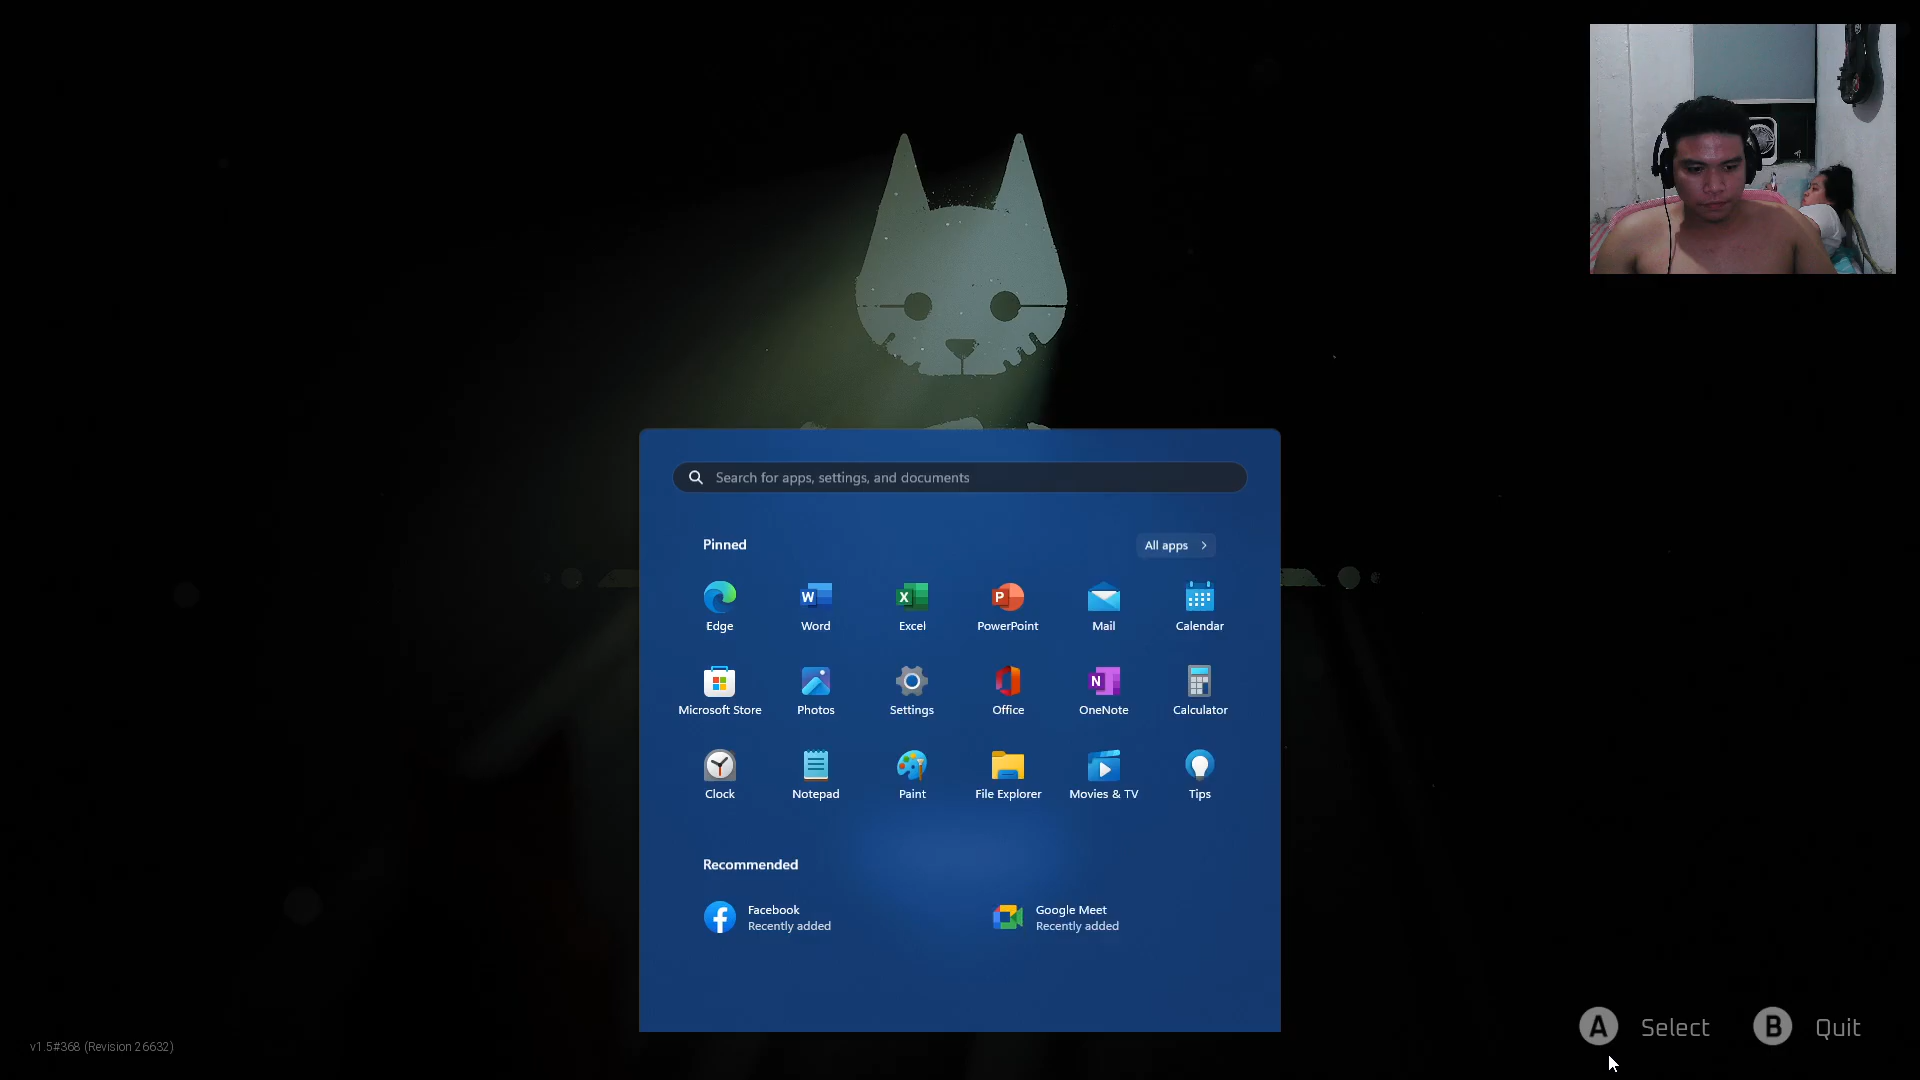 Search for apps, settings, and documents
Pinned
All apps
Edge
Word
Excel
PowerPoint
Mail
Calendar
Microsoft Store
Photos
Settings
Office
OneNote
Calculator
Clock
Notepad
Paint
File Explorer
Movies & TV
Tips
Recommended
Facebook
Recently added
Google Meet
Recently added
A Select B Quit
v1.5#368 (Revision 26632)